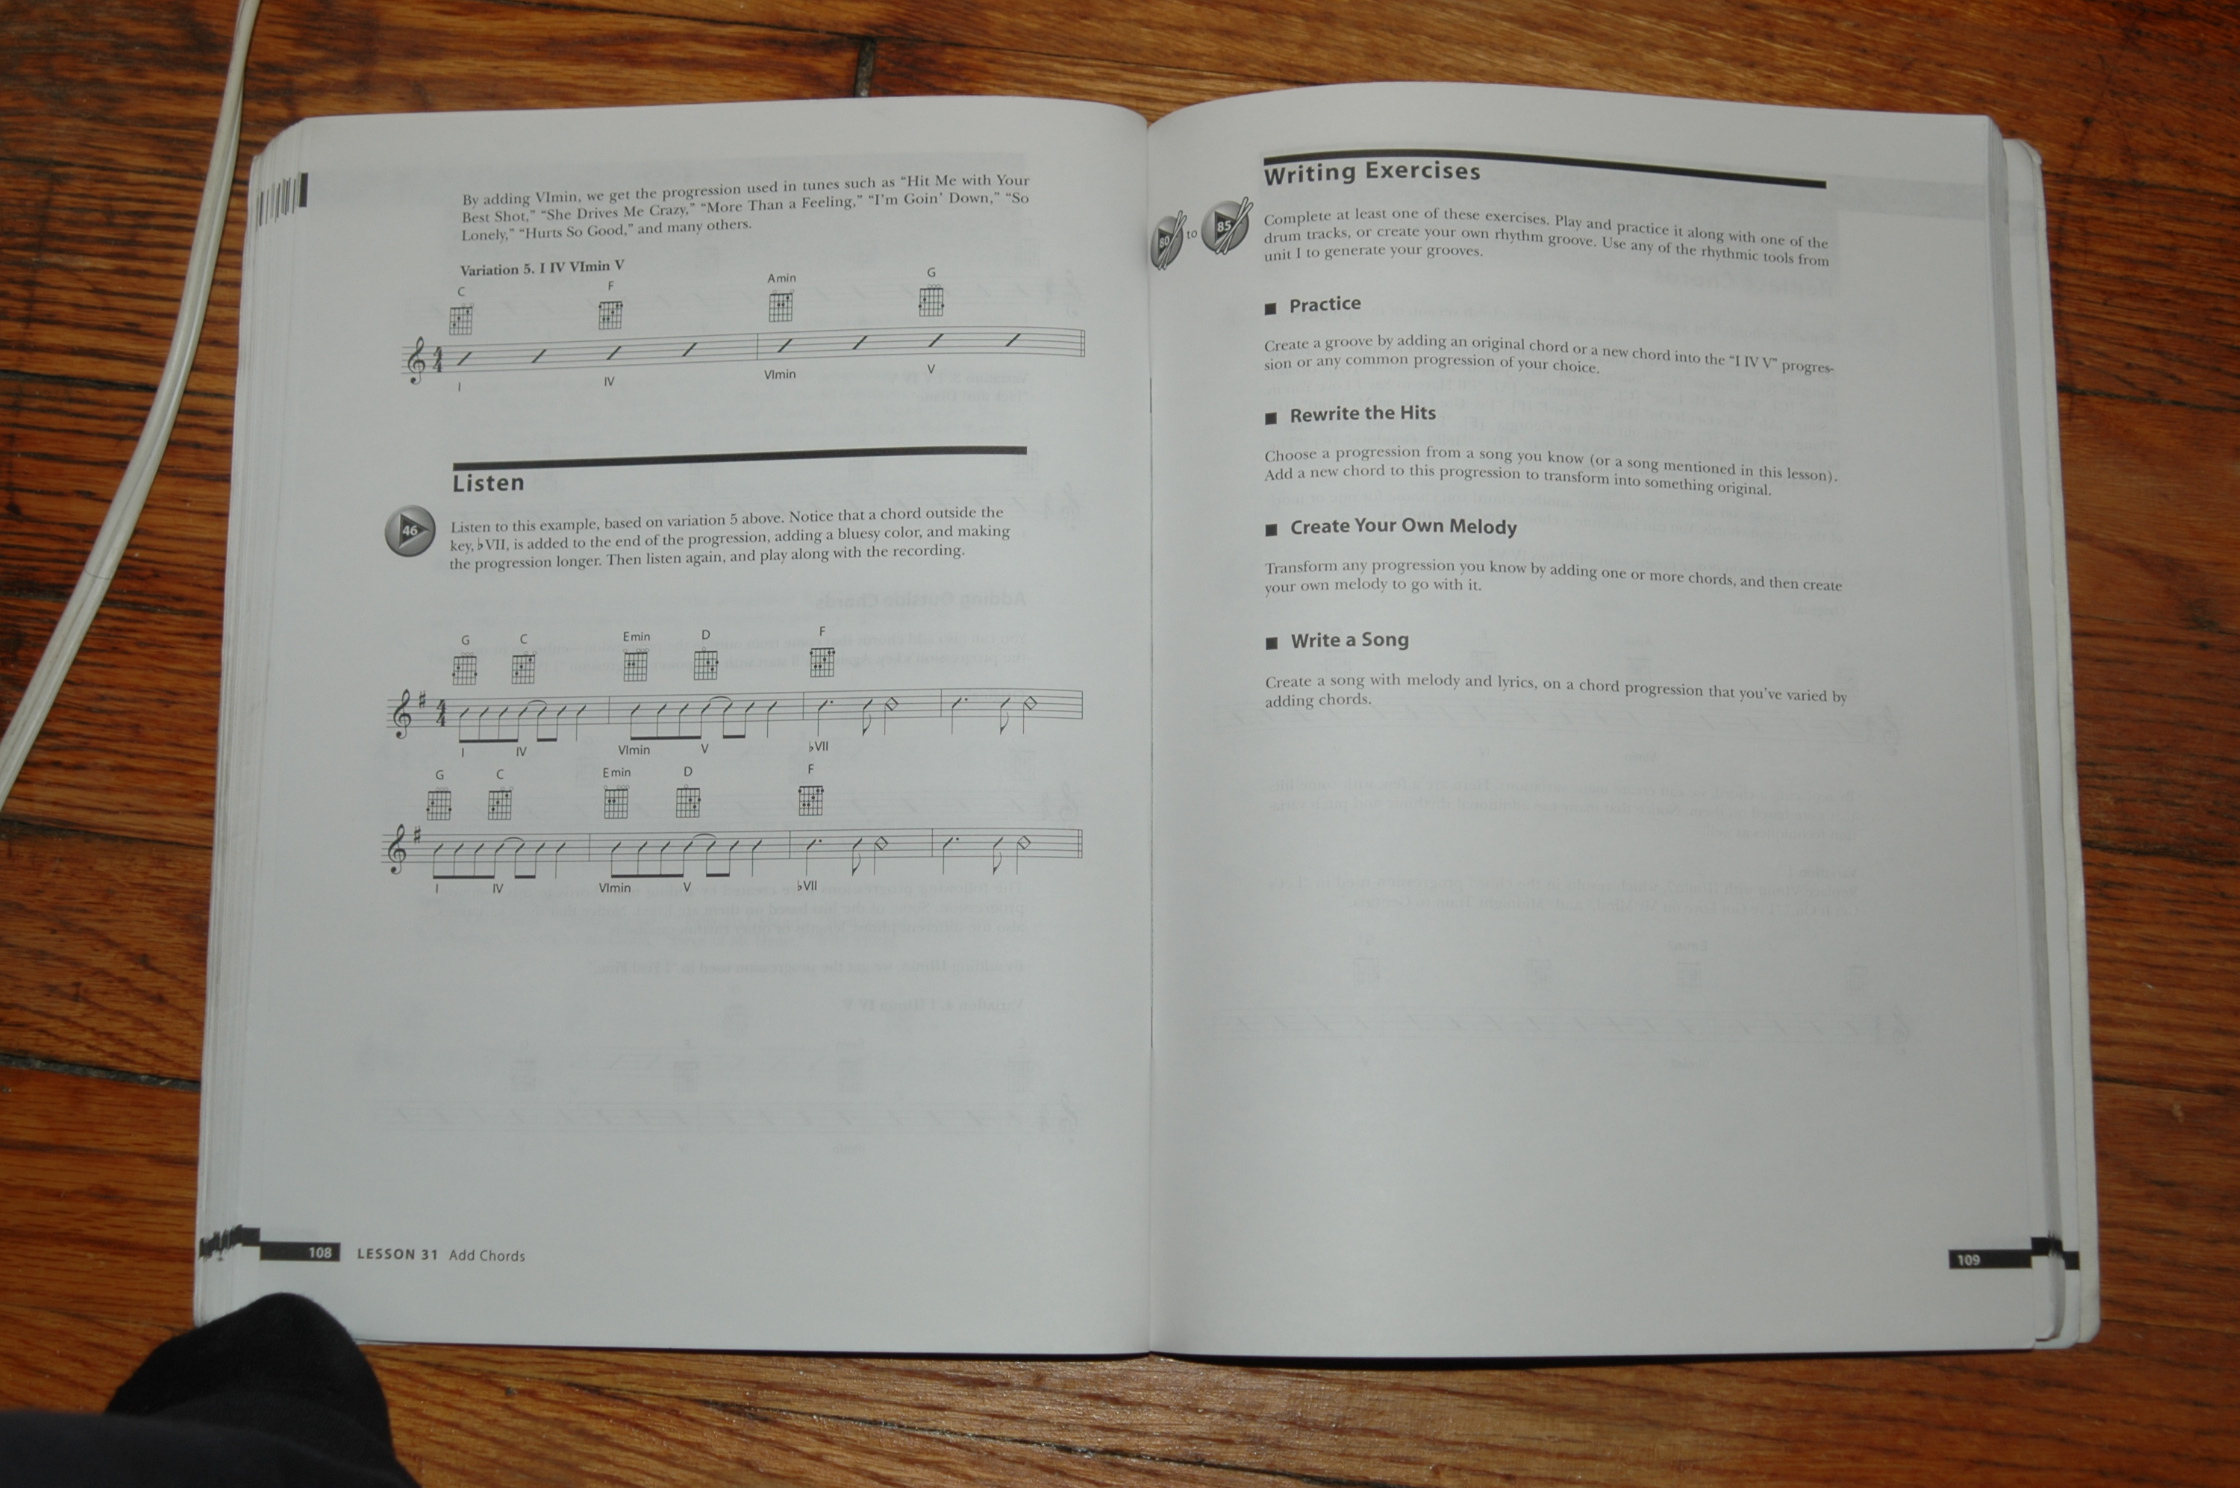 By adding VImin, we get the progression used in tunes such as “Hit Me with Your
Best Shot,” “She Drives Me Crazy,” “More Than a Feeling,” “I’m Goin’ Down,” “So
Lonely,” “Hurts So Good,” and many others.
Variation 5. I IV VImin V
C F Amin G
I IV VImin V
Listen
46
Listen to this example, based on variation 5 above. Notice that a chord outside the
key, ♭VII, is added to the end of the progression, adding a bluesy color, and making
the progression longer. Then listen again, and play along with the recording.
G C Emin D F
I IV VImin V ♭VII
G C Emin D F
I IV VImin V ♭VII
108 LESSON 31 Add Chords
Writing Exercises
80 to 85
Complete at least one of these exercises. Play and practice it along with one of the
drum tracks, or create your own rhythm groove. Use any of the rhythmic tools from
unit I to generate your grooves.
■ Practice
Create a groove by adding an original chord or a new chord into the “I IV V” progres-
sion or any common progression of your choice.
■ Rewrite the Hits
Choose a progression from a song you know (or a song mentioned in this lesson).
Add a new chord to this progression to transform into something original.
■ Create Your Own Melody
Transform any progression you know by adding one or more chords, and then create
your own melody to go with it.
■ Write a Song
Create a song with melody and lyrics, on a chord progression that you’ve varied by
adding chords.
109